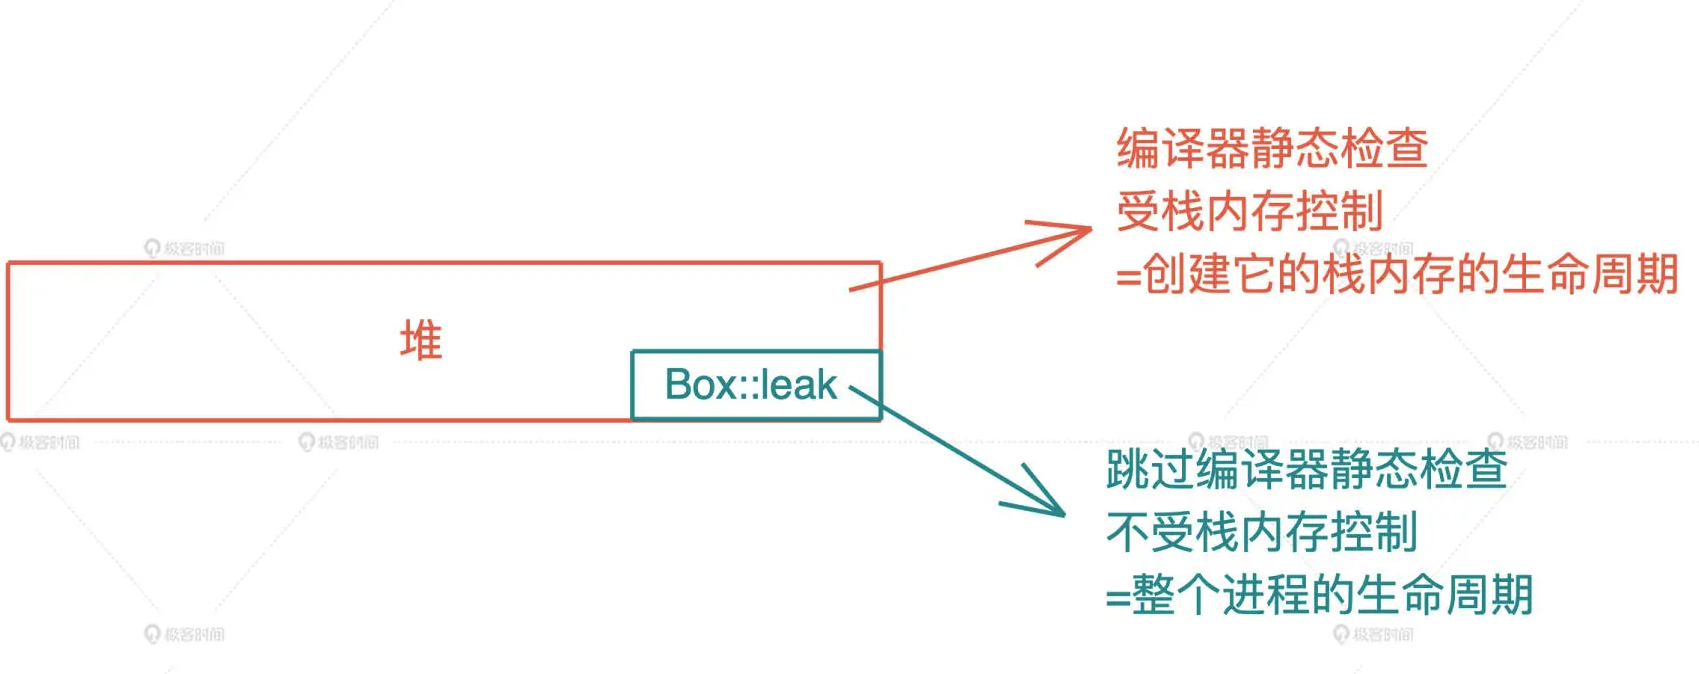 编译器静态检查
受栈内存控制
=创建它的栈内存的生命周期
堆
Box::leak
跳过编译器静态检查
不受栈内存控制
=整个进程的生命周期
极客时间
极客时间
极客时间
极客时间
极客时间
极客时间
极客时间
极客时间